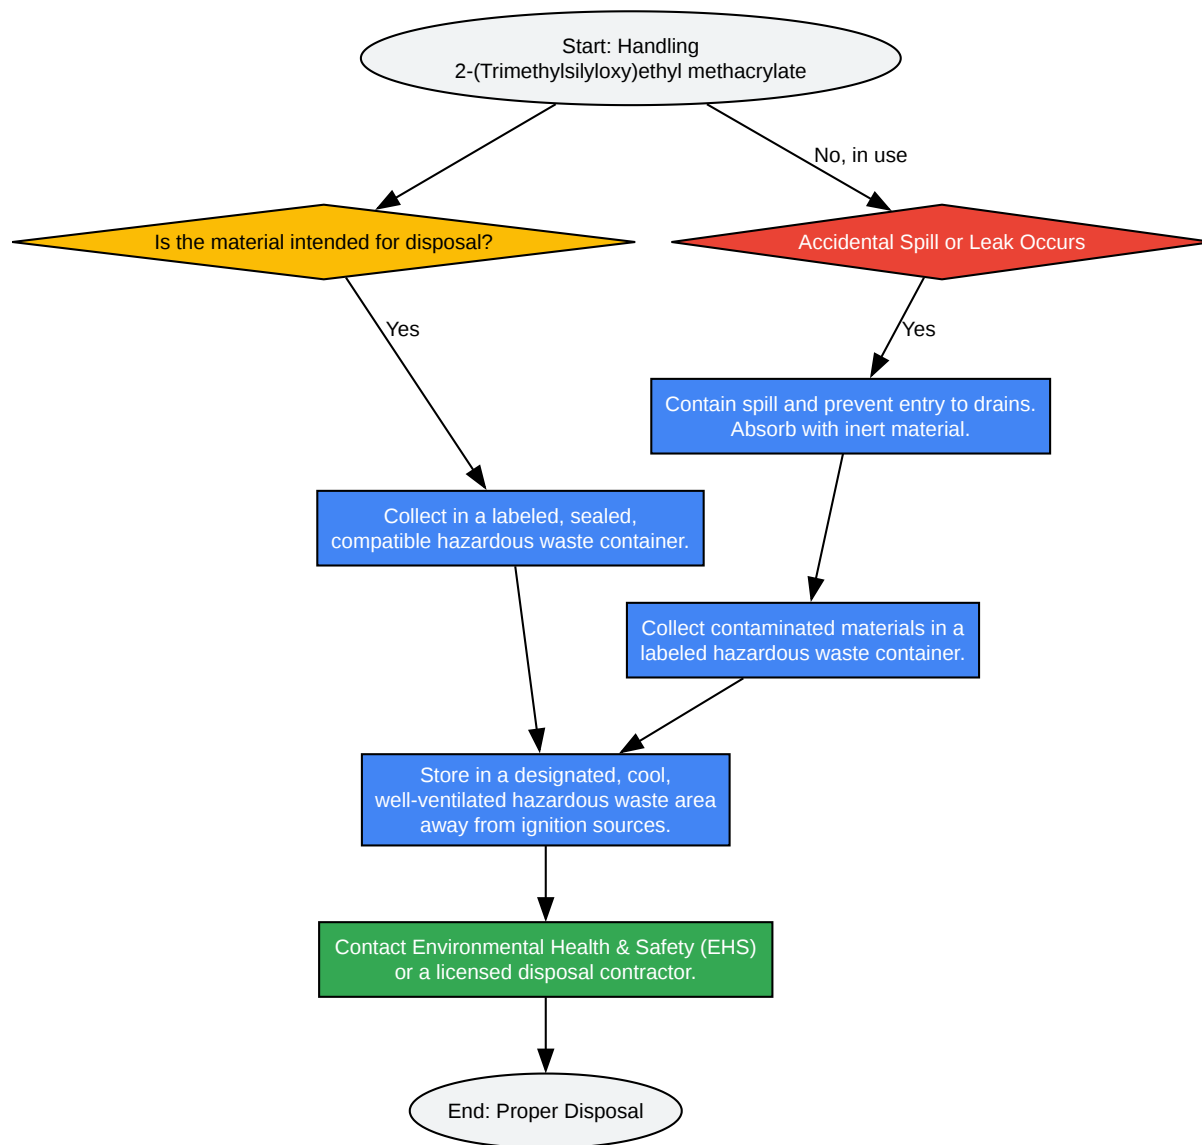 Start: Handling
2-(Trimethylsilyloxy)ethyl methacrylate
No, in use
Is the material intended for disposal?
Accidental Spill or Leak Occurs
Yes
Yes
Contain spill and prevent entry to drains.
Absorb with inert material.
Collect in a labeled, sealed,
compatible hazardous waste container.
Collect contaminated materials in a
labeled hazardous waste container.
Store in a designated, cool,
well-ventilated hazardous waste area
away from ignition sources.
Contact Environmental Health & Safety (EHS)
or a licensed disposal contractor.
End: Proper Disposal